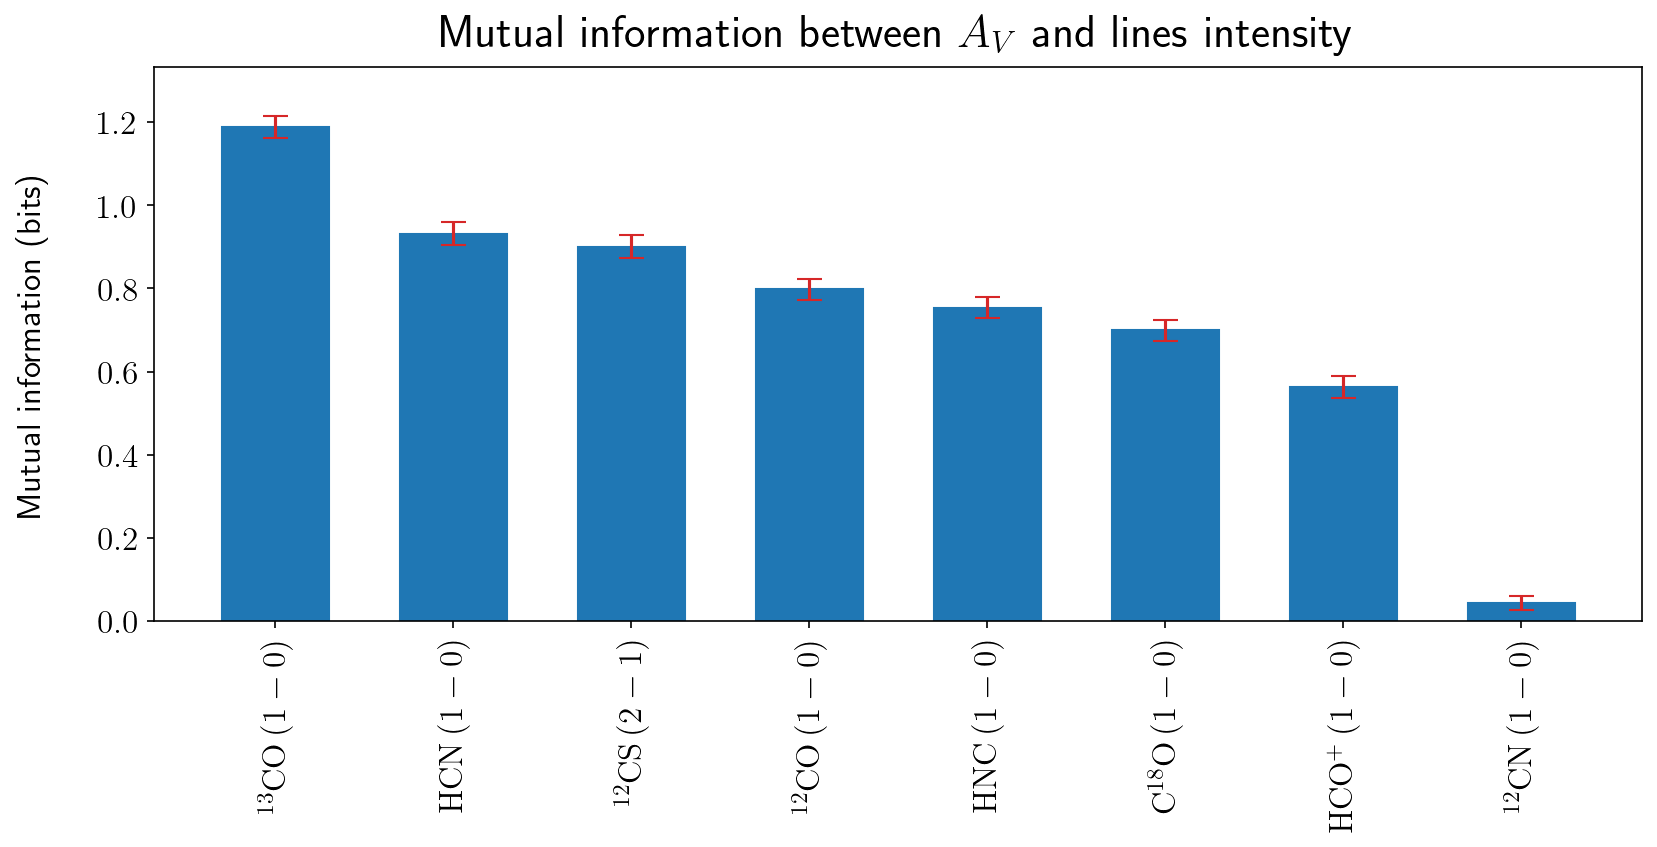 Mutual information between $A_V$ and lines intensity
Mutual information (bits)
1.2
1.0
0.8
0.6
0.4
0.2
0.0
¹³CO (1 − 0)
HCN (1 − 0)
¹²CS (2 − 1)
¹²CO (1 − 0)
HNC (1 − 0)
C¹⁸O (1 − 0)
HCO⁺ (1 − 0)
¹²CN (1 − 0)